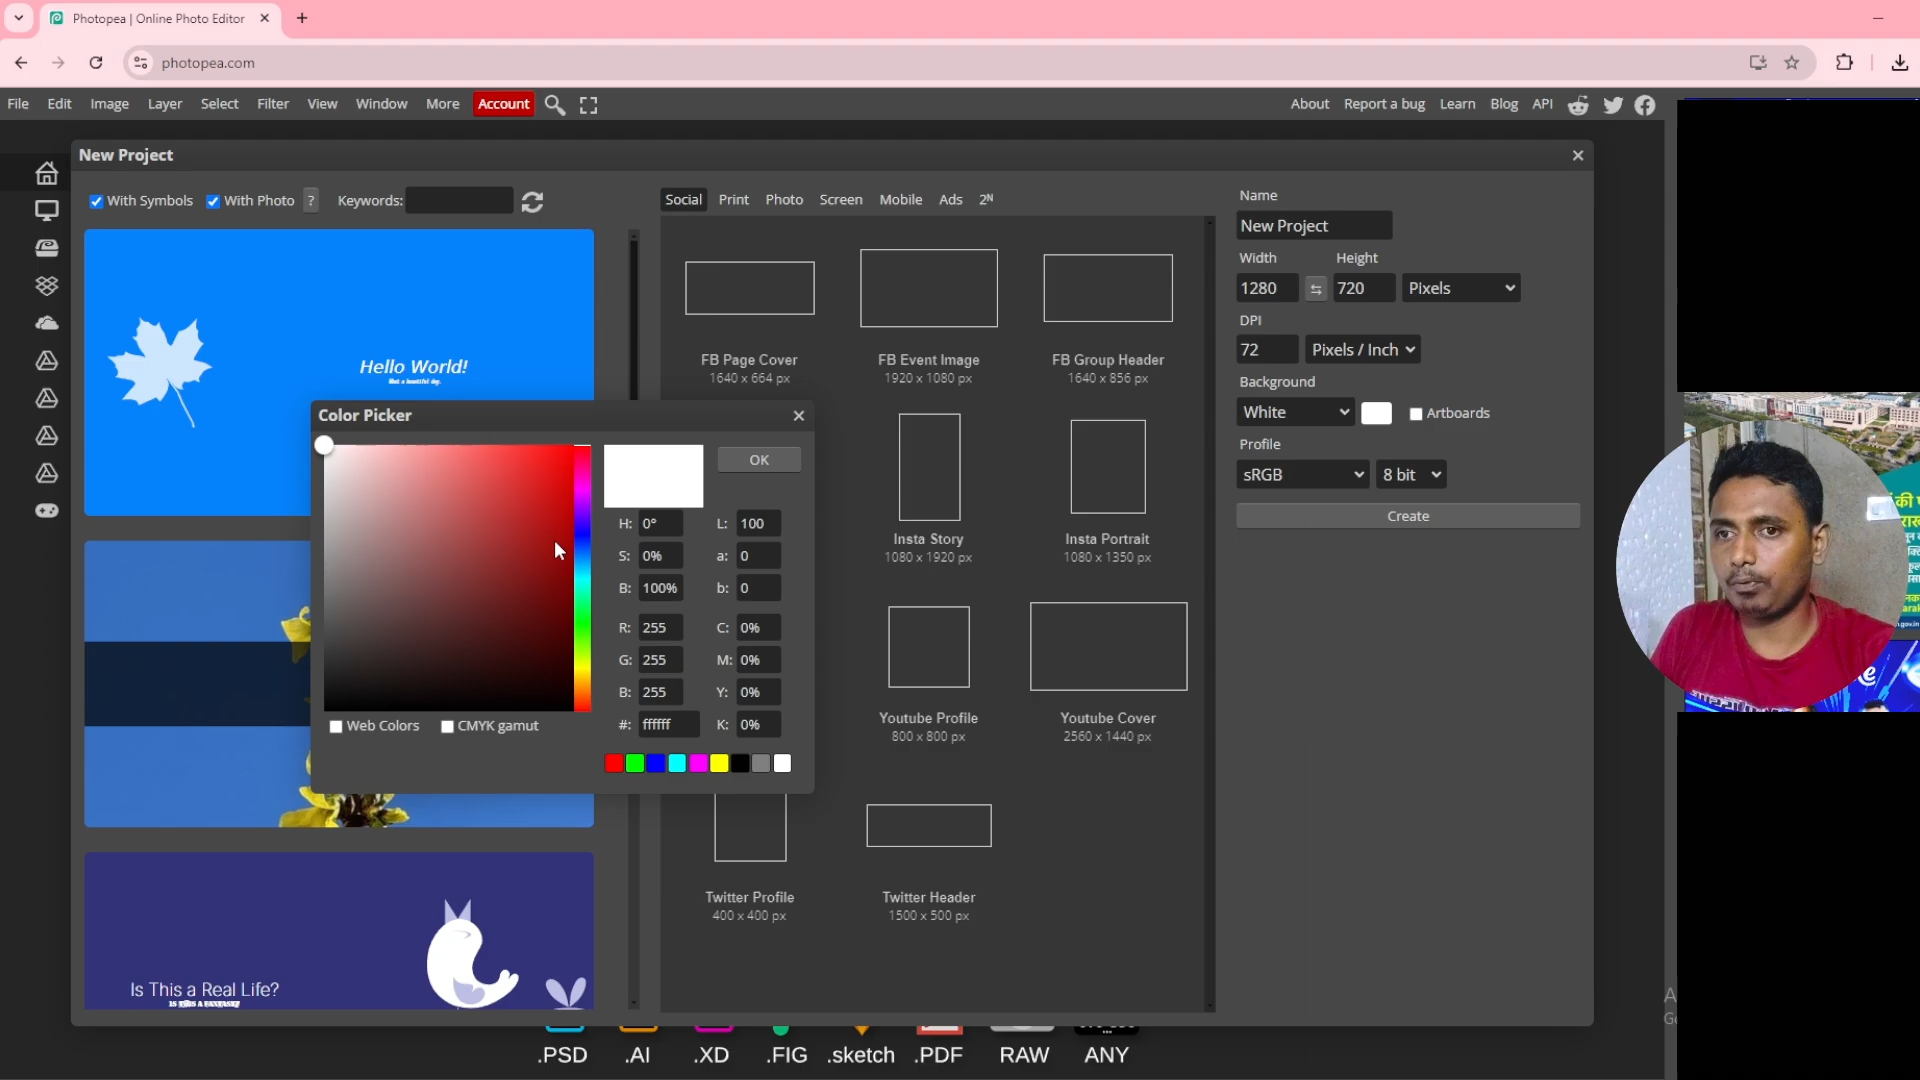 Photopea | Online Photo Editor
photopea.com
File Edit Image Layer Select Filter View Window More Account
About Report a bug Learn Blog API
New Project
With Symbols With Photo ? Keywords:
Hello World!
Social Print Photo Screen Mobile Ads 2ᴺ
FB Page Cover
1640 x 664 px
FB Event Image
1920 x 1080 px
FB Group Header
1640 x 856 px
Insta Story
1080 x 1920 px
Insta Portrait
1080 x 1350 px
Youtube Profile
800 x 800 px
Youtube Cover
2560 x 1440 px
Twitter Profile
400 x 400 px
Twitter Header
1500 x 500 px
Name
New Project
Width Height
1280 720 Pixels
DPI
72 Pixels / Inch
Background
White Artboards
Profile
sRGB 8 bit
Create
Color Picker
OK
H: 0° L: 100
S: 0% a: 0
B: 100% b: 0
R: 255 C: 0%
G: 255 M: 0%
B: 255 Y: 0%
#: ffffff K: 0%
Web Colors CMYK gamut
Is This a Real Life?
IS THIS A FANTASY?
.PSD .AI .XD .FIG .sketch .PDF RAW ANY